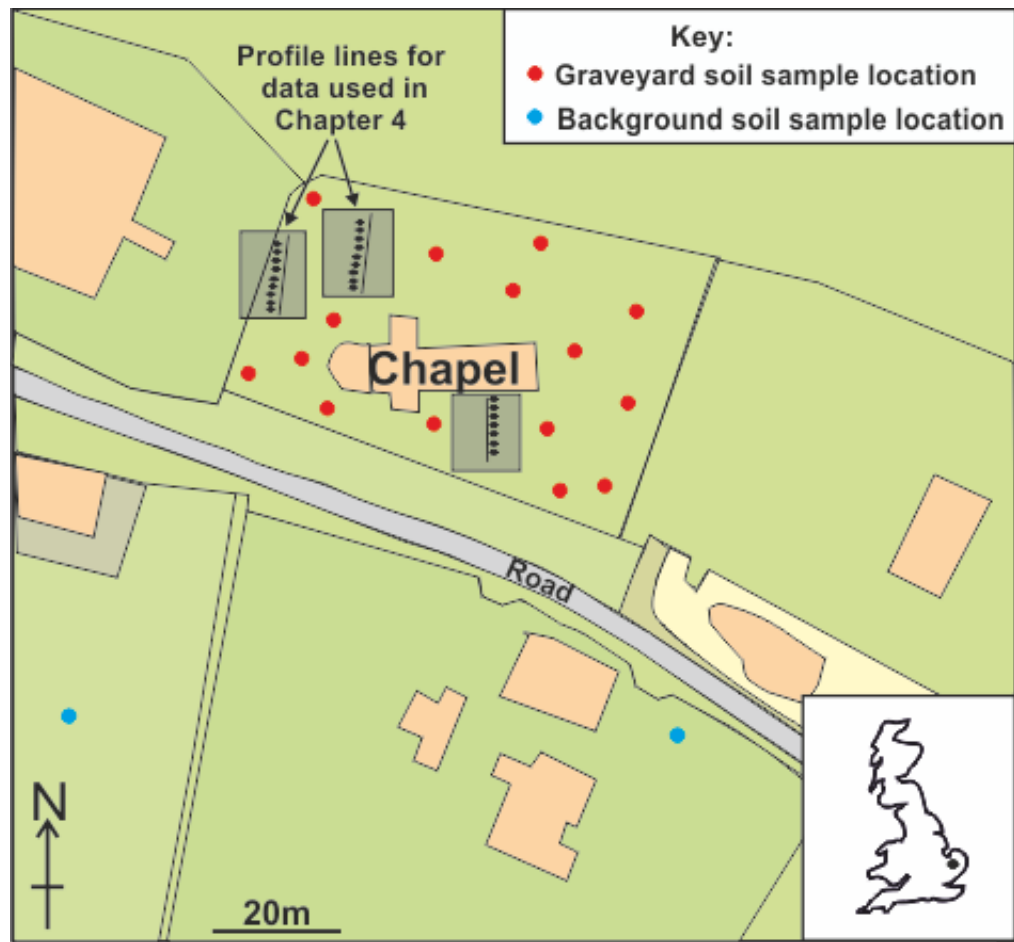 Profile lines for
data used in
Chapter 4
Key:
Graveyard soil sample location
Background soil sample location
Chapel
Road
N
20m